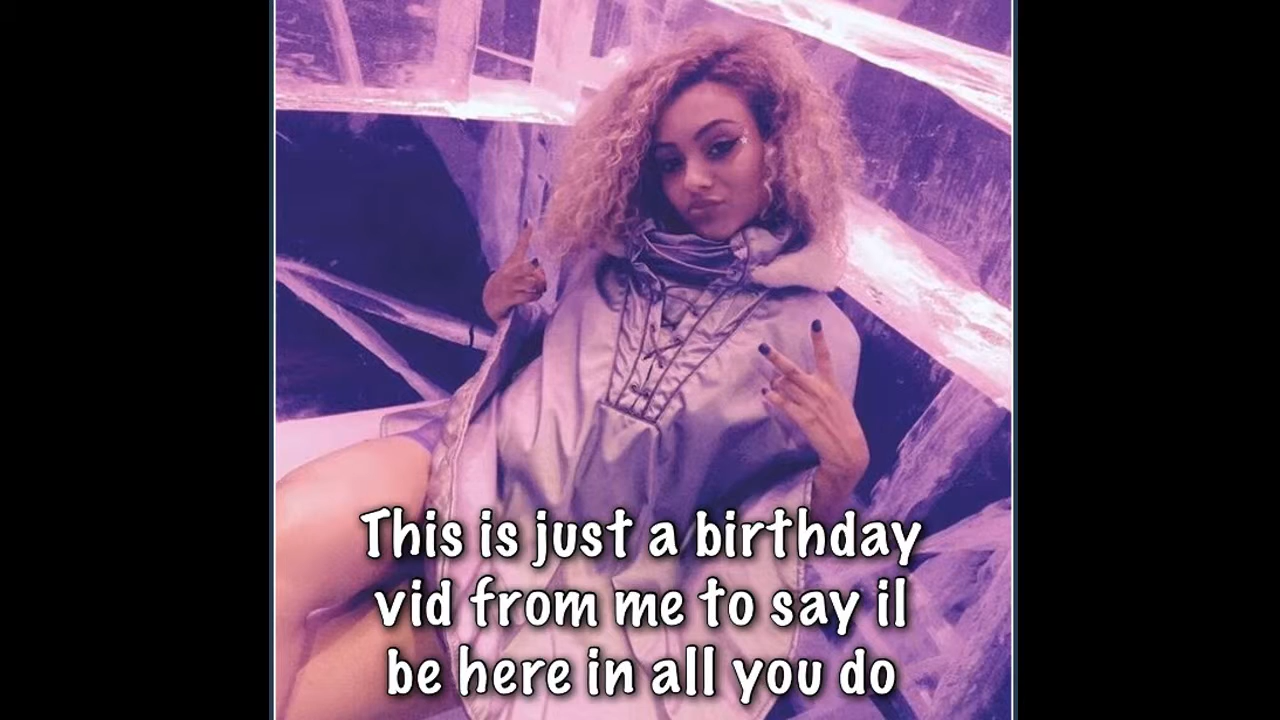 This is just a birthday
vid from me to say il
be here in all you do